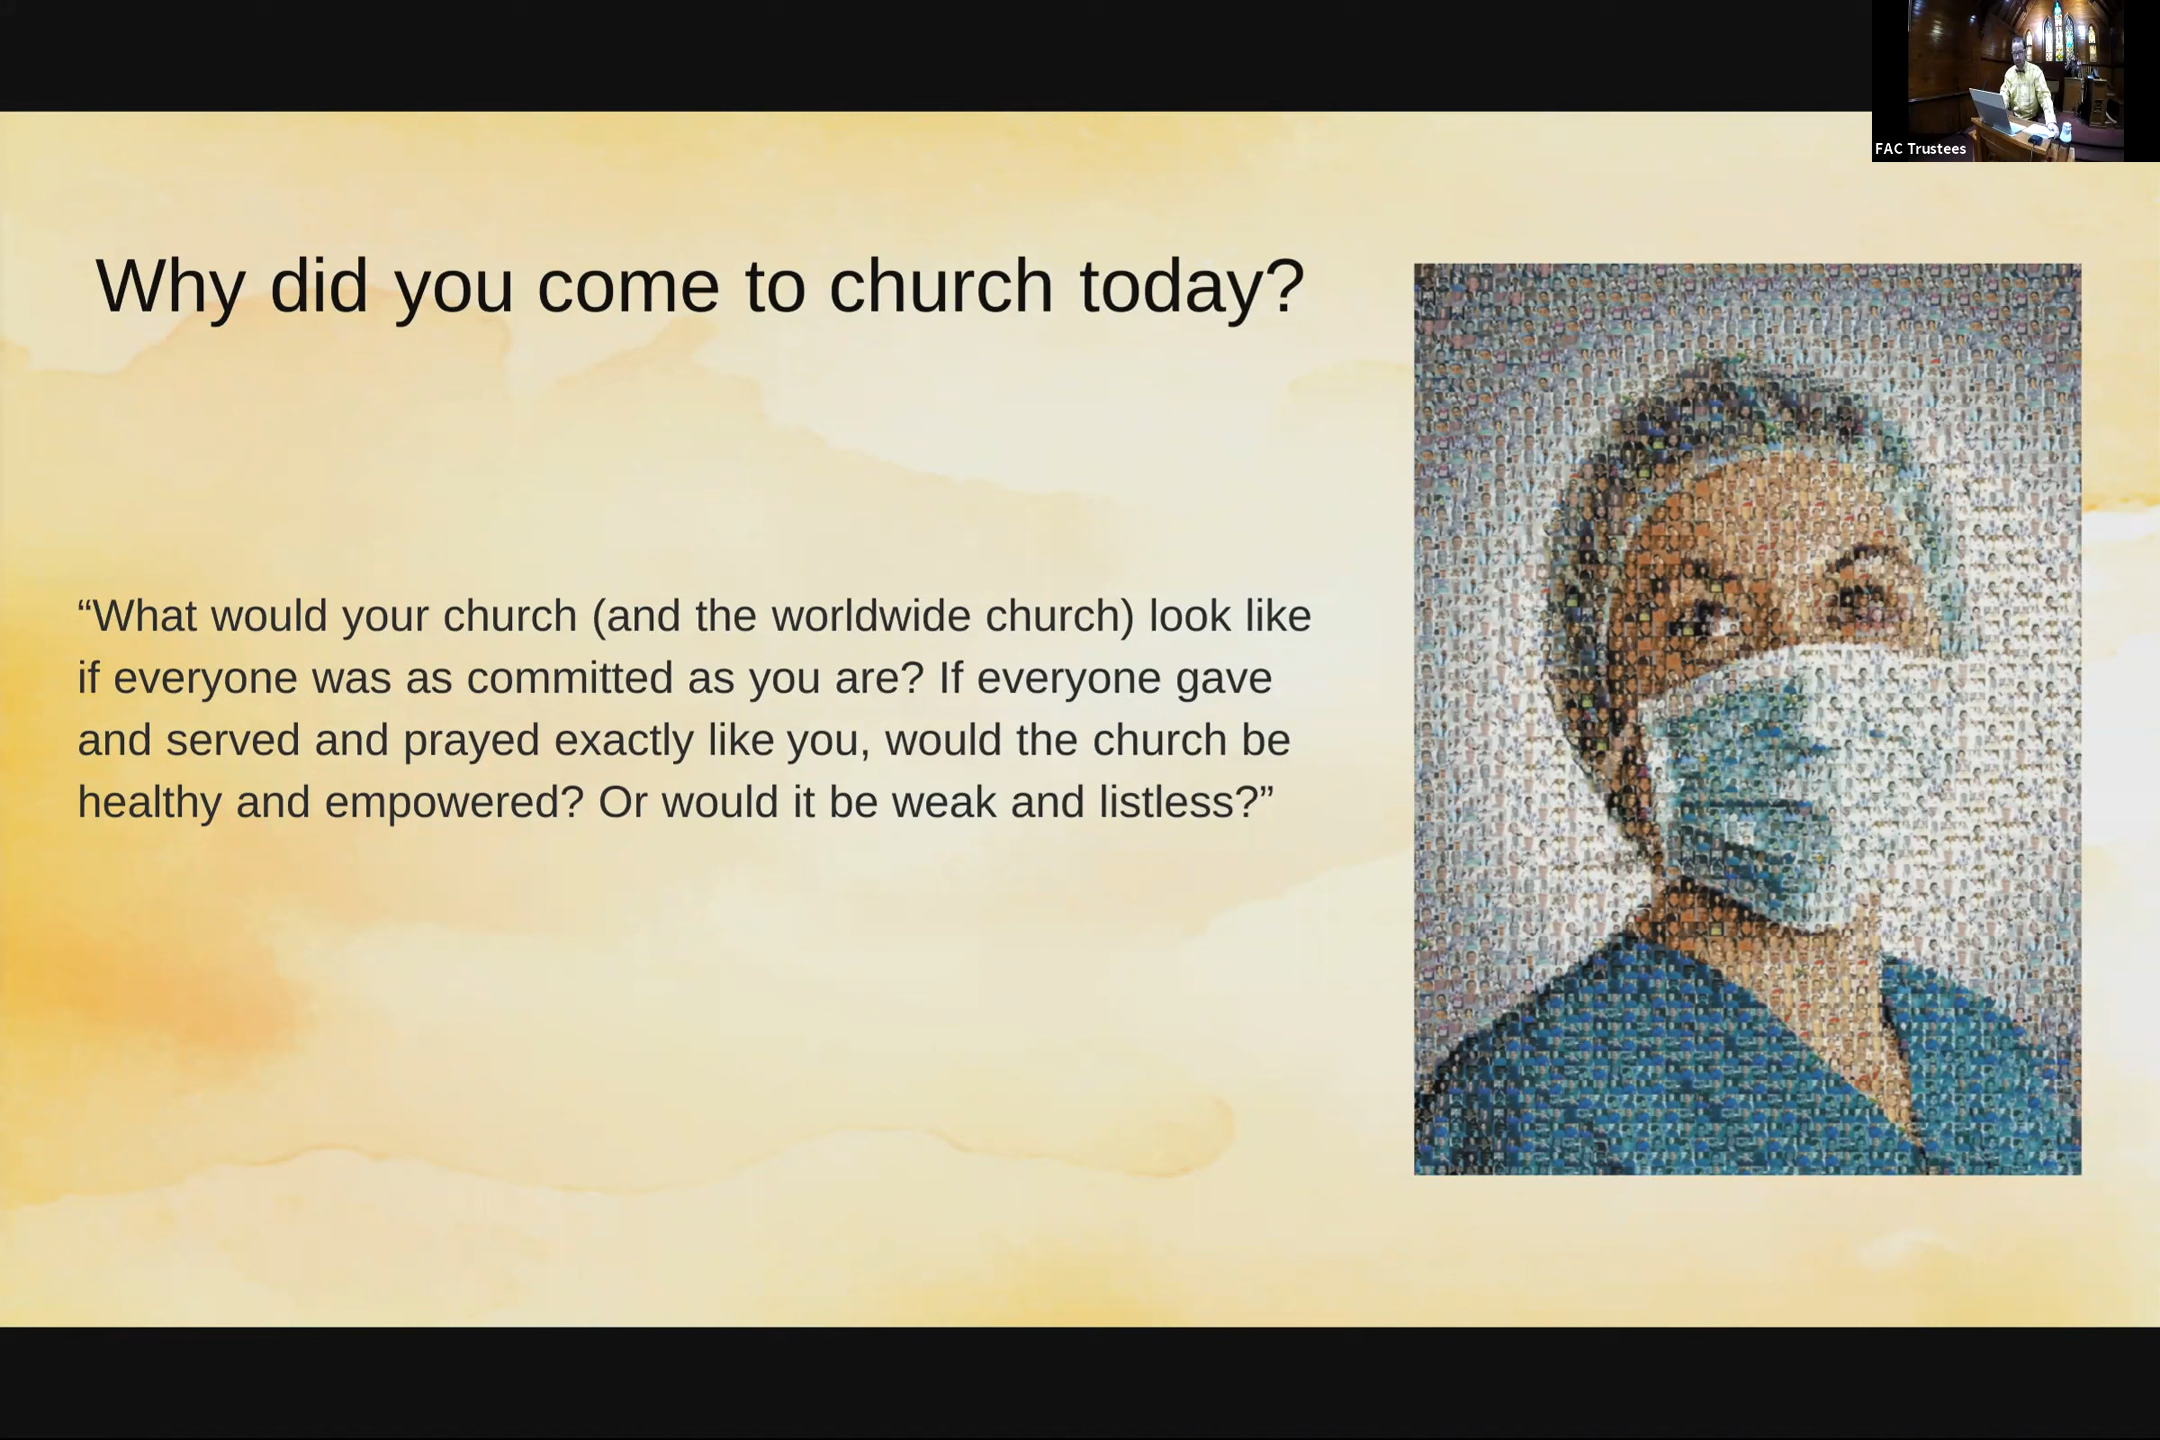 FAC Trustees
Why did you come to church today?
“What would your church (and the worldwide church) look like
if everyone was as committed as you are? If everyone gave
and served and prayed exactly like you, would the church be
healthy and empowered? Or would it be weak and listless?”